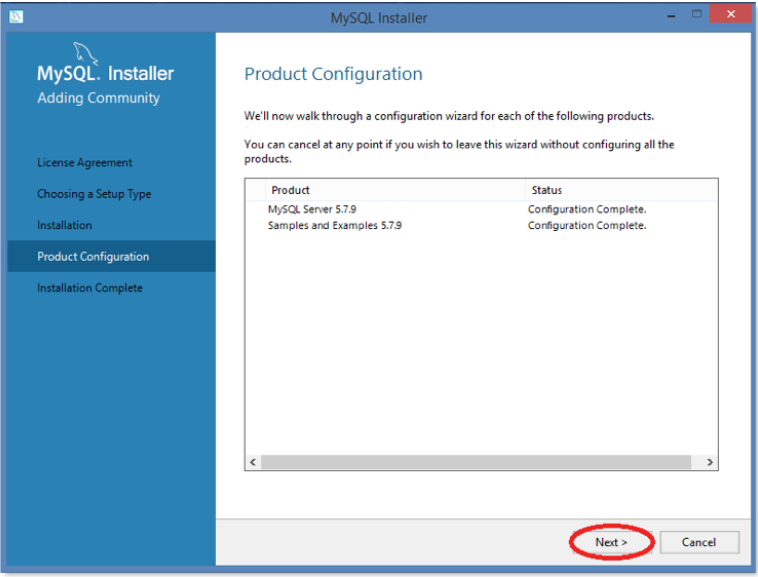 MySQL Installer
MySQL. Installer
Adding Community
License Agreement
Choosing a Setup Type
Installation
Product Configuration
Installation Complete
Product Configuration
We'll now walk through a configuration wizard for each of the following products.
You can cancel at any point if you wish to leave this wizard without configuring all the
products.
Product Status
MySQL Server 5.7.9 Configuration Complete.
Samples and Examples 5.7.9 Configuration Complete.
Next > Cancel